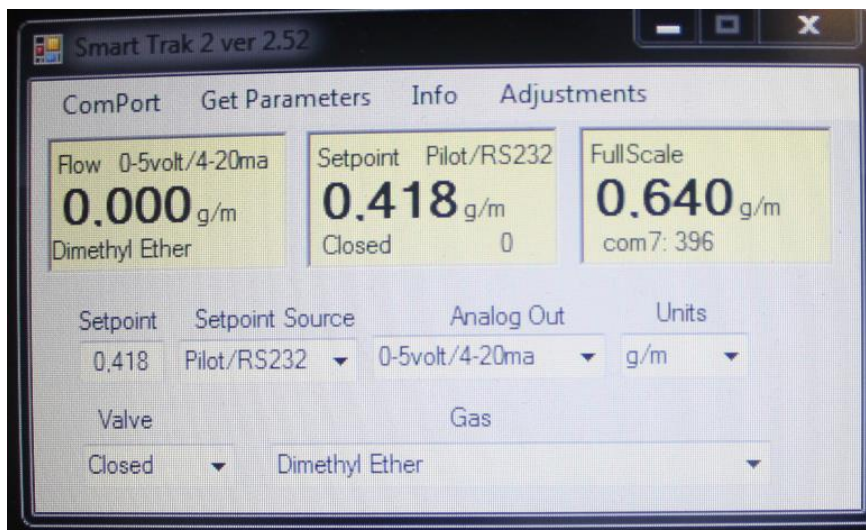 Smart Trak 2 ver 2.52
ComPort Get Parameters Info Adjustments
Flow 0-5volt/4-20ma
0.000 g/m
Dimethyl Ether
Setpoint Pilot/RS232
0.418 g/m
Closed 0
FullScale
0.640 g/m
com7: 396
Setpoint Setpoint Source Analog Out Units
0,418 Pilot/RS232 0-5volt/4-20ma g/m
Valve Gas
Closed Dimethyl Ether